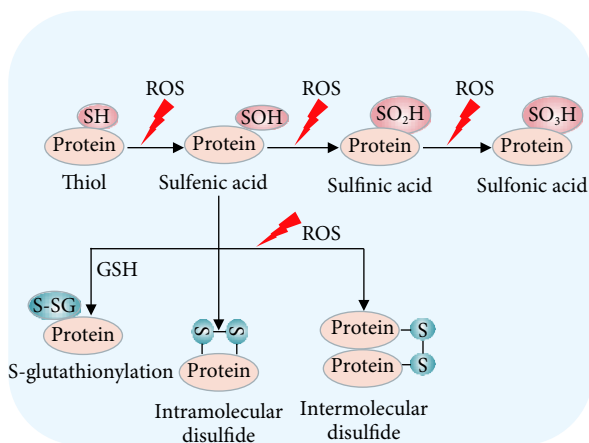 ROS ROS ROS
SH SOH SO₂H SO₃H
Protein Protein Protein Protein
Thiol Sulfenic acid Sulfinic acid Sulfonic acid
ROS
GSH
S-SG
Protein
S-glutathionylation
S S
Protein
Intramolecular
disulfide
Protein S
Protein S
Intermolecular
disulfide